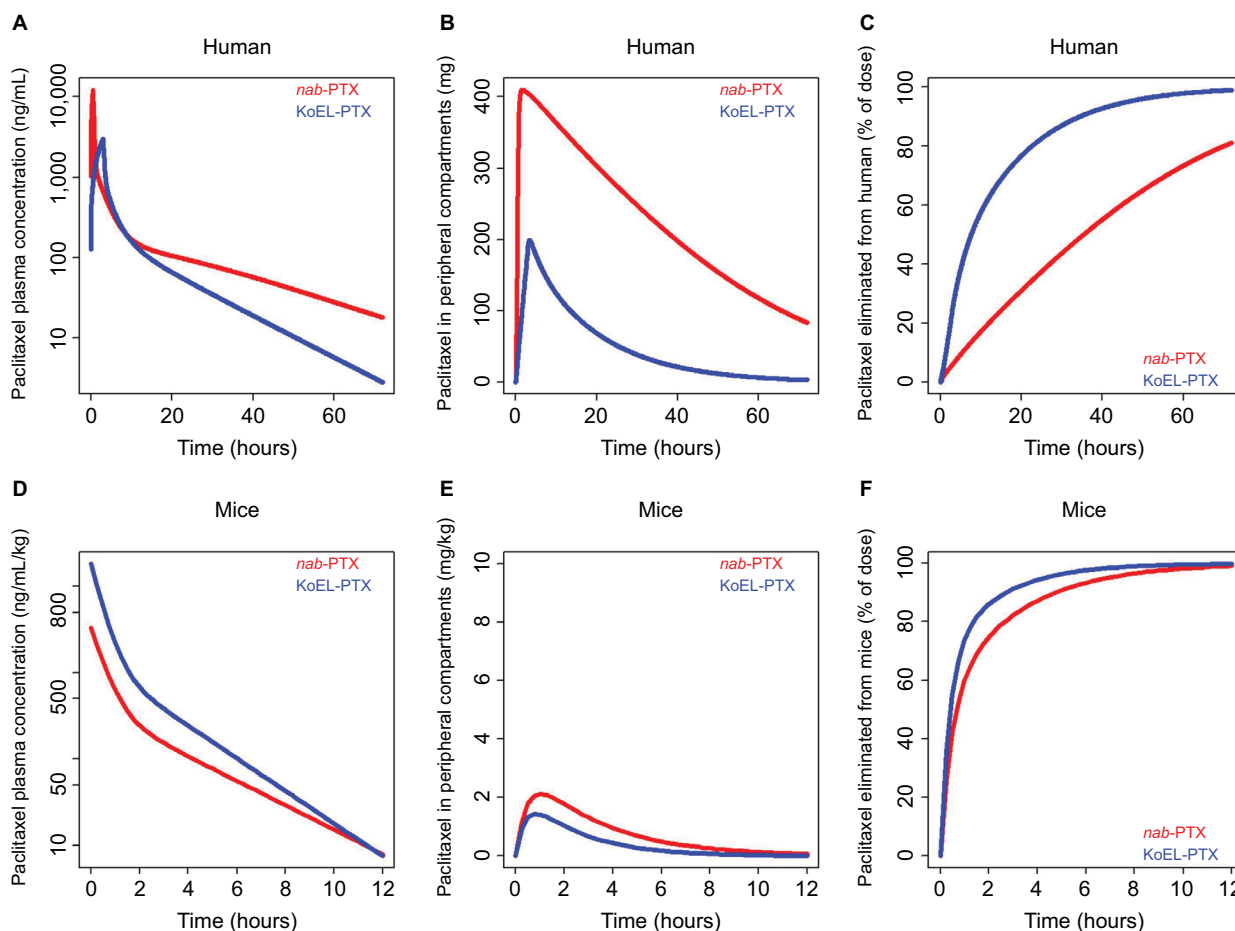 A
Human
Paclitaxel plasma concentration (ng/mL)
10,000
1,000
100
10
nab-PTX
KoEL-PTX
0 20 40 60
Time (hours)
B
Human
Paclitaxel in peripheral compartments (mg)
400
300
200
100
0
nab-PTX
KoEL-PTX
0 20 40 60
Time (hours)
C
Human
Paclitaxel eliminated from human (% of dose)
100
80
60
40
20
0
nab-PTX
KoEL-PTX
0 20 40 60
Time (hours)
D
Mice
Paclitaxel plasma concentration (ng/mL/kg)
8000
500
50
10
nab-PTX
KoEL-PTX
0 2 4 6 8 10 12
Time (hours)
E
Mice
Paclitaxel in peripheral compartments (mg/kg)
10
8
6
4
2
0
nab-PTX
KoEL-PTX
0 2 4 6 8 10 12
Time (hours)
F
Mice
Paclitaxel eliminated from mice (% of dose)
100
80
60
40
20
0
nab-PTX
KoEL-PTX
0 2 4 6 8 10 12
Time (hours)